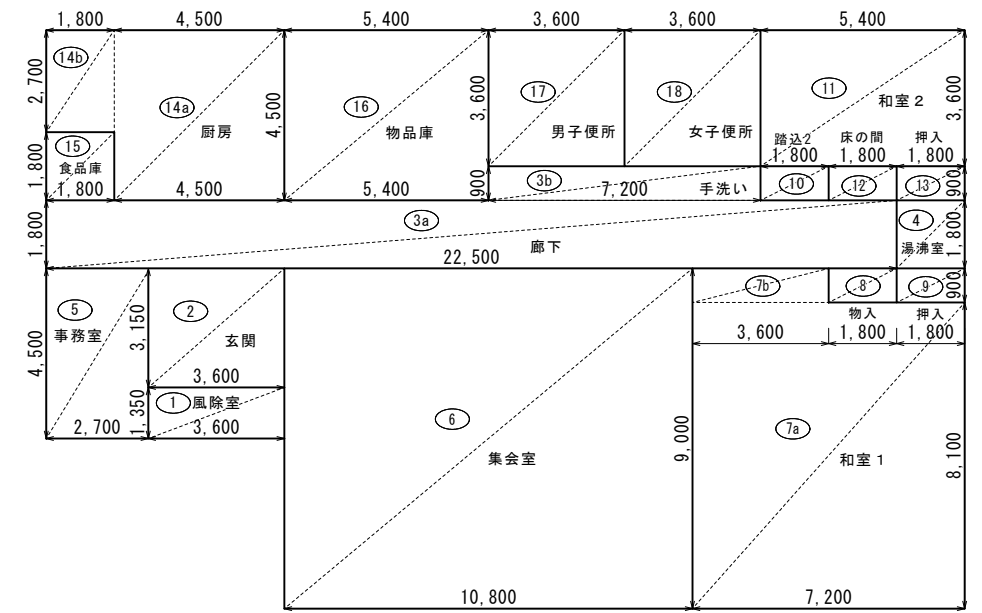 1,800 4,500 5,400 3,600 3,600 5,400
14b
2,700
14a
厨房
4,500
16
物品庫
3,600
17
男子便所
18
女子便所
11
和室2
3,600
15
食品庫
1,800
1,800 4,500 5,400
900
3b
7,200
手洗い
踏込2 床の間 押入
1,800 1,800 1,800
10 12 13
900
1,800
3a
廊下
22,500
4
湯沸室
1,800
5
事務室
4,500
2
玄関
3,150
3,600
1 風除室
1,350
2,700 3,600
6
集会室
9,000
7b 8 9
900
物入 押入
3,600 1,800 1,800
7a
和室1
8,100
10,800 7,200